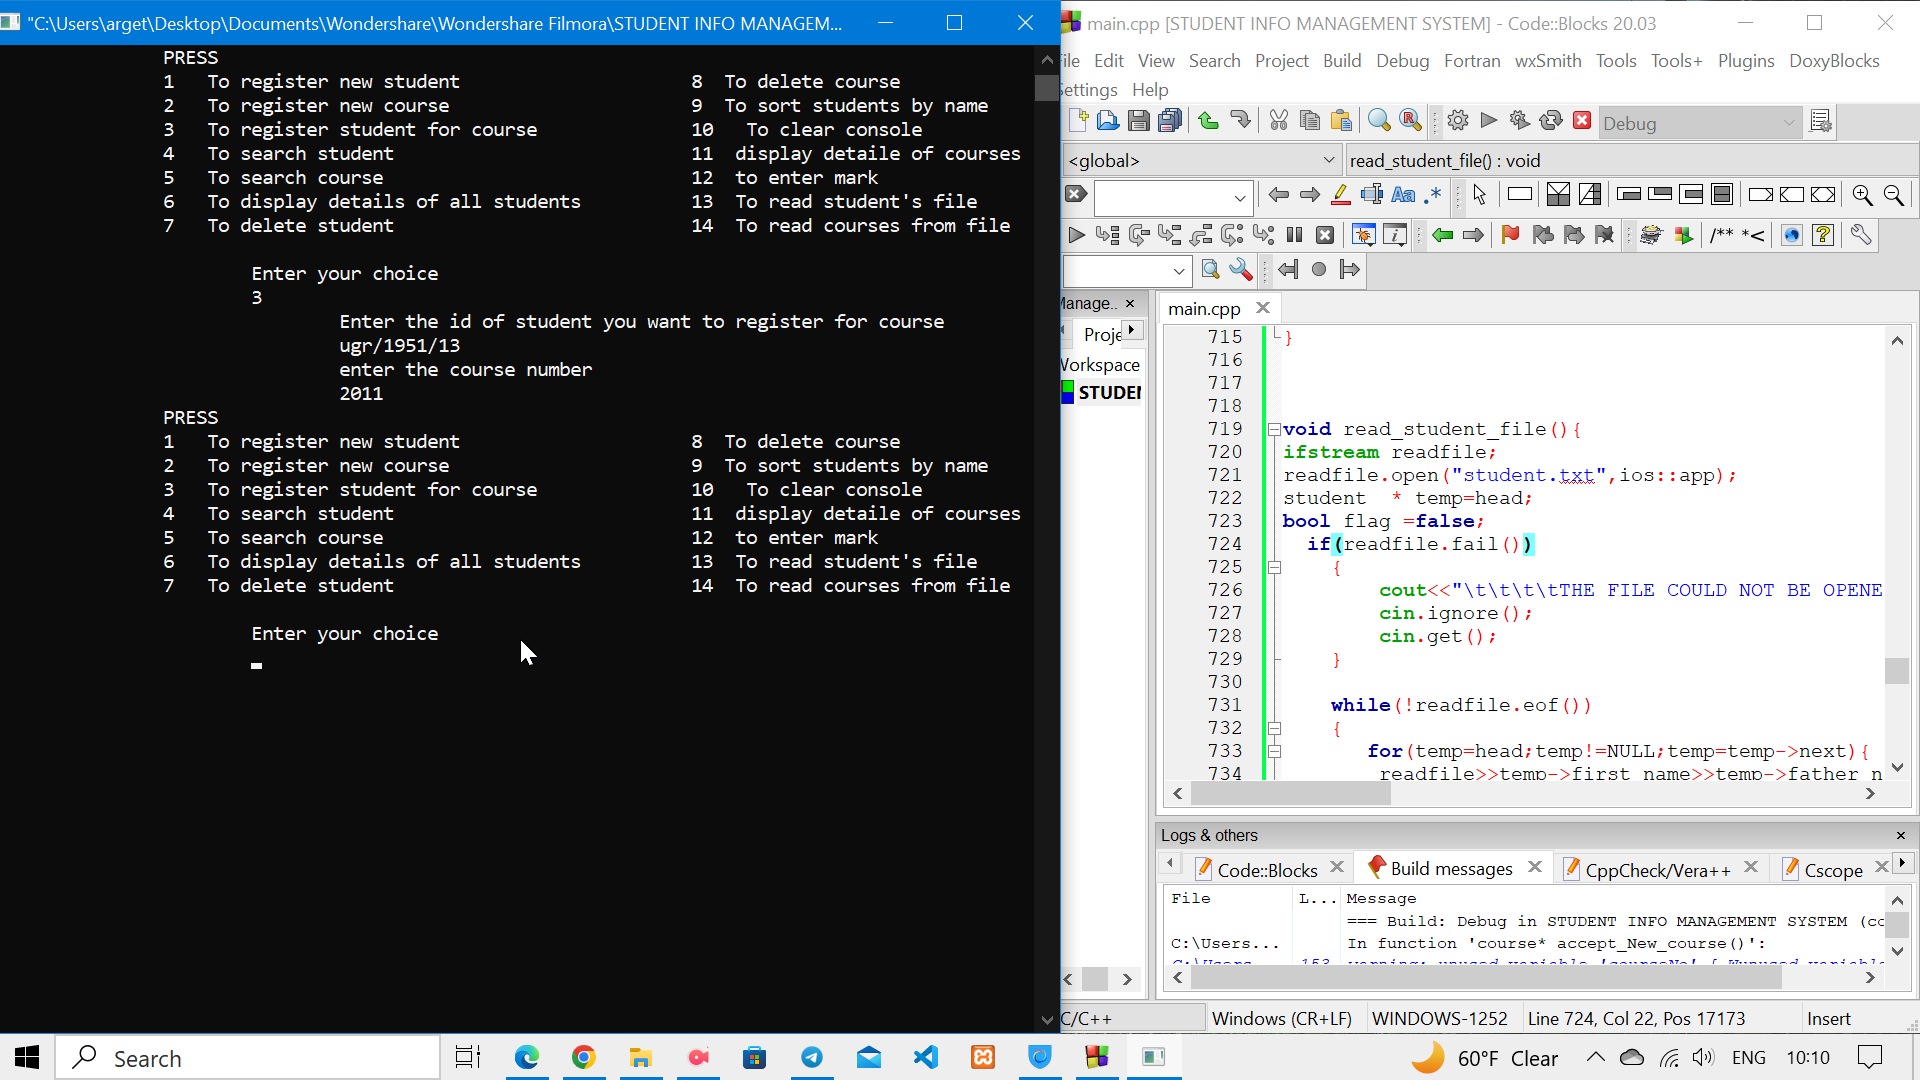 "C:\Users\arget\Desktop\Documents\Wondershare\Wondershare Filmora\STUDENT INFO MANAGEM...
PRESS
1 To register new student 8 To delete course
2 To register new course 9 To sort students by name
3 To register student for course 10 To clear console
4 To search student 11 display detaile of courses
5 To search course 12 to enter mark
6 To display details of all students 13 To read student's file
7 To delete student 14 To read courses from file
Enter your choice
3
Enter the id of student you want to register for course
ugr/1951/13
enter the course number
2011
PRESS
1 To register new student 8 To delete course
2 To register new course 9 To sort students by name
3 To register student for course 10 To clear console
4 To search student 11 display detaile of courses
5 To search course 12 to enter mark
6 To display details of all students 13 To read student's file
7 To delete student 14 To read courses from file
Enter your choice
main.cpp [STUDENT INFO MANAGEMENT SYSTEM] - Code::Blocks 20.03
ile Edit View Search Project Build Debug Fortran wxSmith Tools Tools+ Plugins DoxyBlocks
ettings Help
Debug
<global> read_student_file() : void
Aa .* /** *<
Manage.. ×
Proje
Workspace
STUDEN
main.cpp
715 }
716
717
718
719 void read_student_file(){
720 ifstream readfile;
721 readfile.open("student.txt",ios::app);
722 student * temp=head;
723 bool flag =false;
724 if(readfile.fail())
725 {
726 cout<<"\t\t\t\tTHE FILE COULD NOT BE OPENE
727 cin.ignore();
728 cin.get();
729 }
730
731 while(!readfile.eof())
732 {
733 for(temp=head;temp!=NULL;temp=temp->next){
734 readfile>>temp->first_name>>temp->father_n
Logs & others
Code::Blocks Build messages CppCheck/Vera++ Cscope
File L... Message
=== Build: Debug in STUDENT INFO MANAGEMENT SYSTEM (co
C:\Users... In function 'course* accept_New_course()':
C:\Users... 153 warning: unused variable 'courseNo' [-Wunused-variable
C/C++ Windows (CR+LF) WINDOWS-1252 Line 724, Col 22, Pos 17173 Insert
Search 60°F Clear ENG 10:10